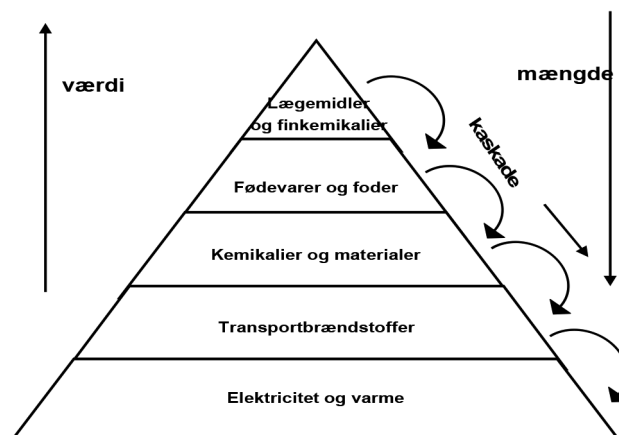 værdi
mængde
kaskade
Lægemidler
og finkemikalier
Fødevarer og foder
Kemikalier og materialer
Transportbrændstoffer
Elektricitet og varme